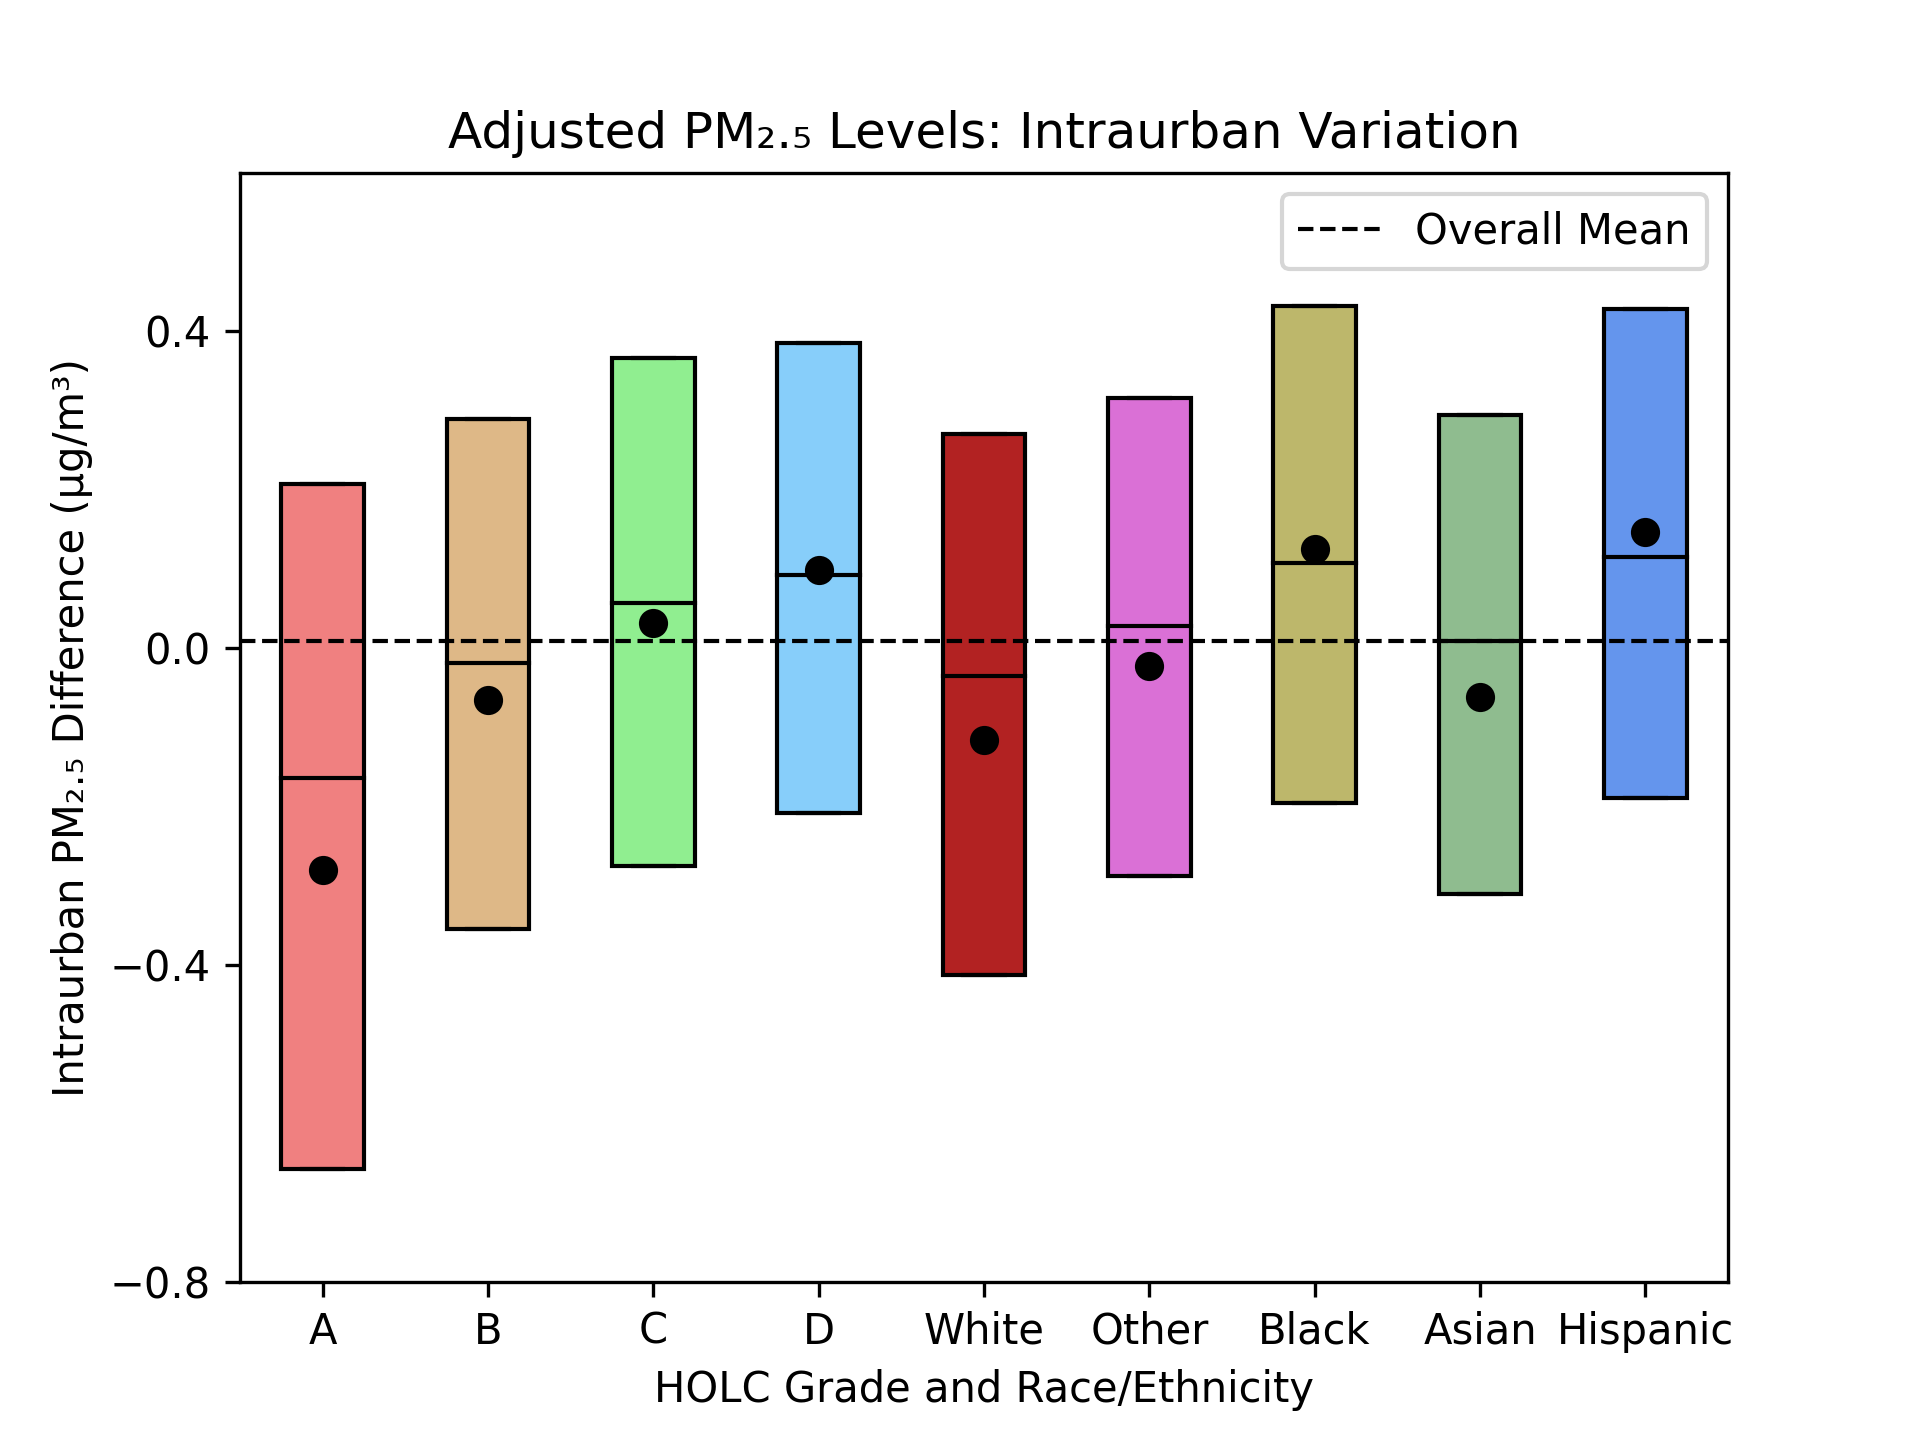 Adjusted PM₂.₅ Levels: Intraurban Variation
Overall Mean
Intraurban PM₂.₅ Difference (µg/m³)
0.4
0.0
−0.4
−0.8
A B C D White Other Black Asian Hispanic
HOLC Grade and Race/Ethnicity